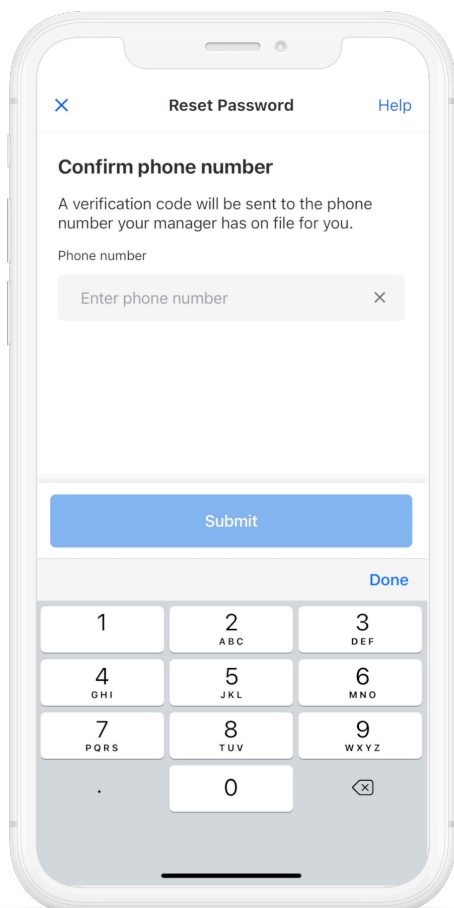 Reset Password
Help
Confirm phone number
A verification code will be sent to the phone
number your manager has on file for you.
Phone number
Enter phone number
Submit
Done
1 2 3
ABC DEF
4 5 6
GHI JKL MNO
7 8 9
PQRS TUV WXYZ
. 0